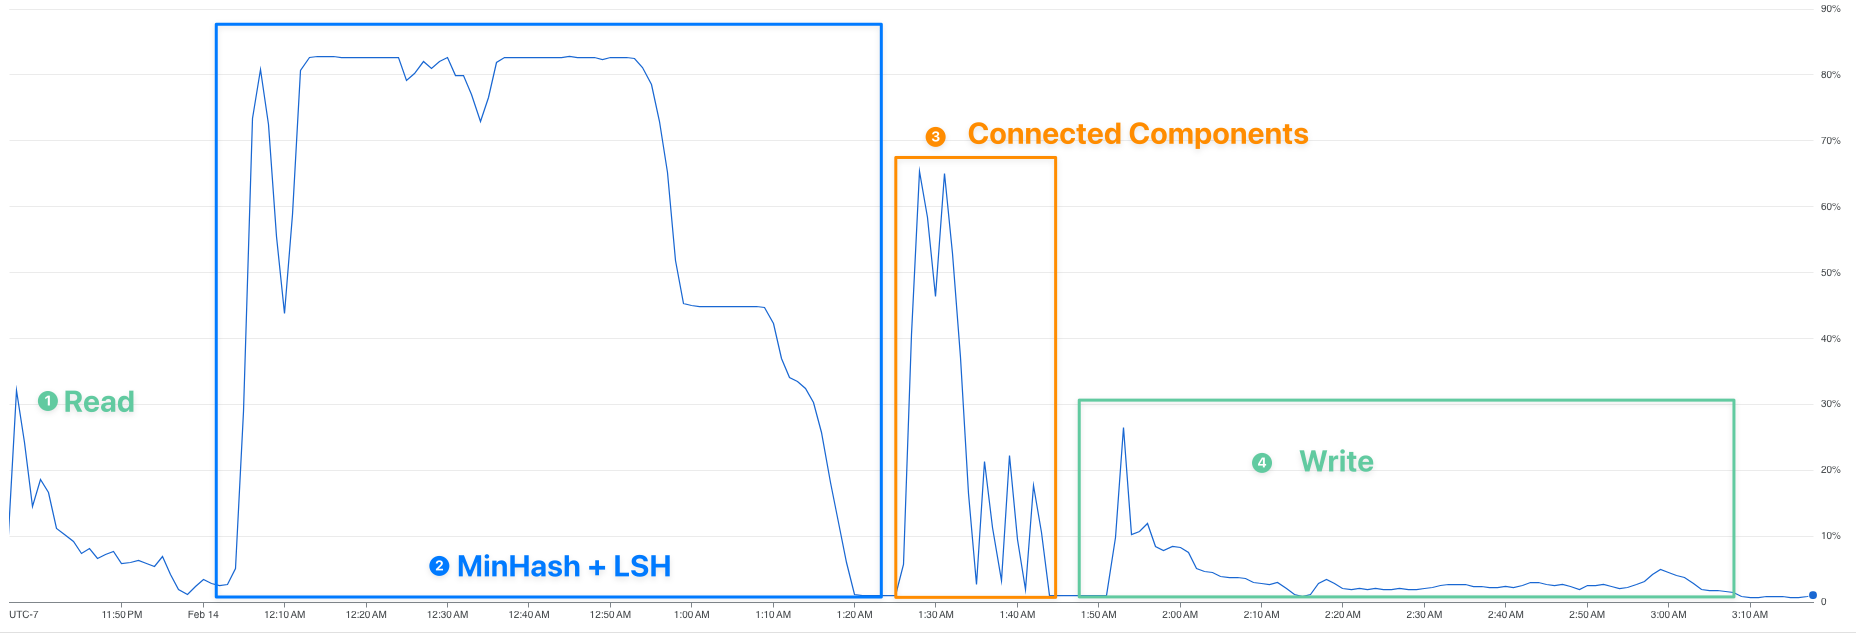 90%
80%
❸ Connected Components
70%
60%
50%
40%
❶ Read
30%
❹ Write
20%
10%
❷ MinHash + LSH
0
UTC-7 11:50 PM Feb 14 12:10 AM 12:20 AM 12:30 AM 12:40 AM 12:50 AM 1:00 AM 1:10 AM 1:20 AM 1:30 AM 1:40 AM 1:50 AM 2:00 AM 2:10 AM 2:20 AM 2:30 AM 2:40 AM 2:50 AM 3:00 AM 3:10 AM